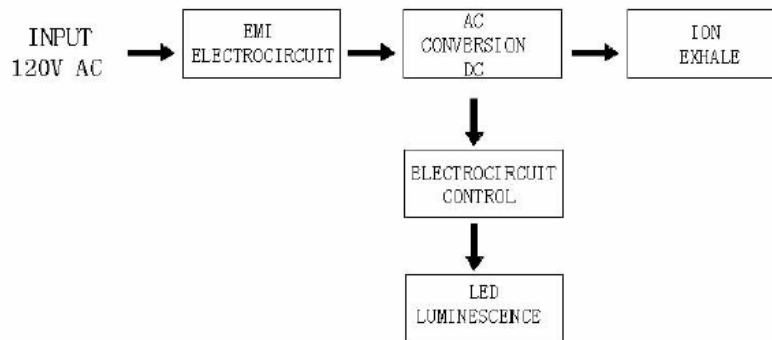 INPUT
120V AC
EMI
ELECTROCIRCUIT
AC
CONVERSION
DC
ION
EXHALE
ELECTROCIRCUIT
CONTROL
LED
LUMINESCENCE